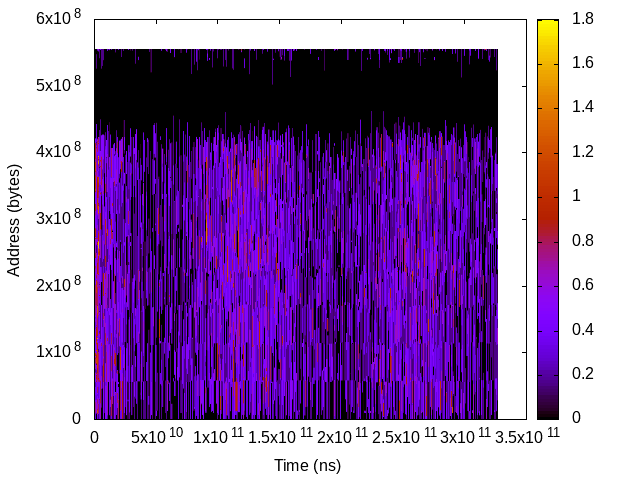 6x10^8
5x10^8
4x10^8
3x10^8
2x10^8
1x10^8
0
Address (bytes)
0 5x10^10 1x10^11 1.5x10^11 2x10^11 2.5x10^11 3x10^11 3.5x10^11
Time (ns)
1.8
1.6
1.4
1.2
1
0.8
0.6
0.4
0.2
0